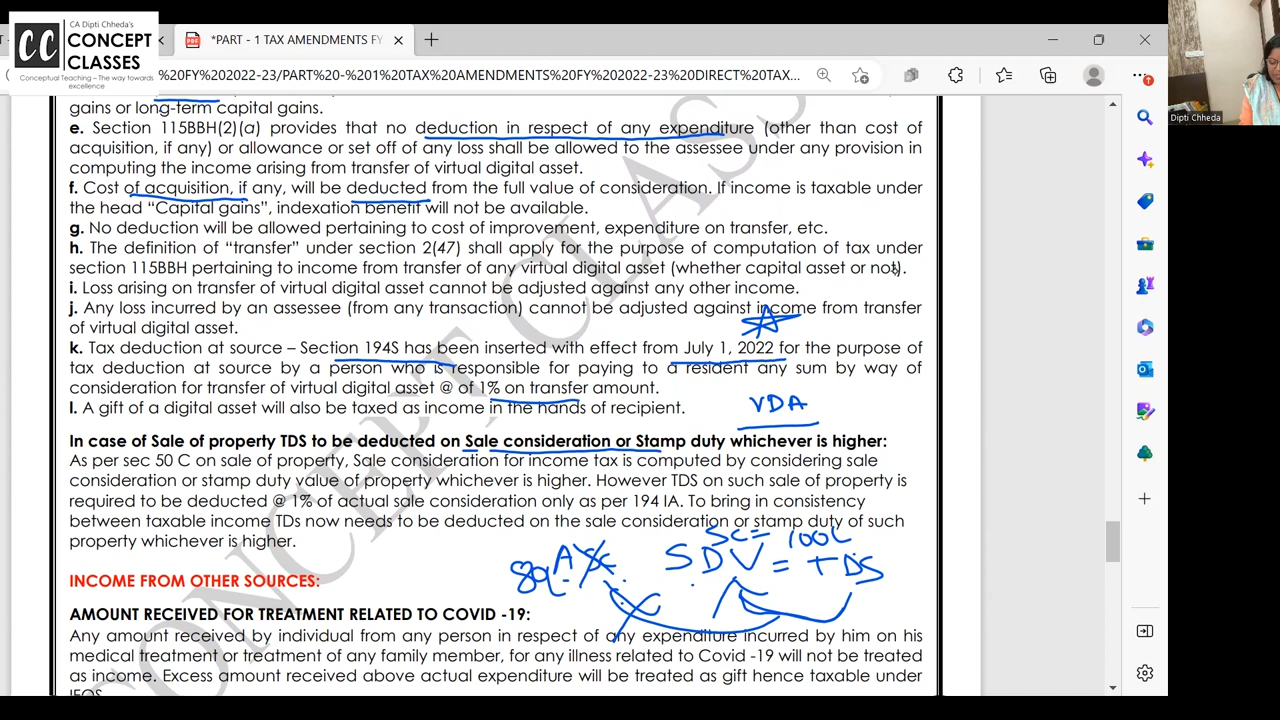 CA Dipti Chheda's
CC CONCEPT CLASSES
Conceptual Teaching – The way towards excellence
*PART - 1 TAX AMENDMENTS FY
%20FY%202022-23/PART%20-%201%20TAX%20AMENDMENTS%20FY%202022-23%20DIRECT%20TAX...
Dipti Chheda
gains or long-term capital gains.
e. Section 115BBH(2)(a) provides that no deduction in respect of any expenditure (other than cost of
acquisition, if any) or allowance or set off of any loss shall be allowed to the assessee under any provision in
computing the income arising from transfer of virtual digital asset.
f. Cost of acquisition, if any, will be deducted from the full value of consideration. If income is taxable under
the head “Capital gains”, indexation benefit will not be available.
g. No deduction will be allowed pertaining to cost of improvement, expenditure on transfer, etc.
h. The definition of “transfer” under section 2(47) shall apply for the purpose of computation of tax under
section 115BBH pertaining to income from transfer of any virtual digital asset (whether capital asset or not).
i. Loss arising on transfer of virtual digital asset cannot be adjusted against any other income.
j. Any loss incurred by an assessee (from any transaction) cannot be adjusted against income from transfer
of virtual digital asset.
k. Tax deduction at source – Section 194S has been inserted with effect from July 1, 2022 for the purpose of
tax deduction at source by a person who is responsible for paying to a resident any sum by way of
consideration for transfer of virtual digital asset @ of 1% on transfer amount.
l. A gift of a digital asset will also be taxed as income in the hands of recipient.
VDA
In case of Sale of property TDS to be deducted on Sale consideration or Stamp duty whichever is higher:
As per sec 50 C on sale of property, Sale consideration for income tax is computed by considering sale
consideration or stamp duty value of property whichever is higher. However TDS on such sale of property is
required to be deducted @ 1% of actual sale consideration only as per 194 IA. To bring in consistency
between taxable income TDs now needs to be deducted on the sale consideration or stamp duty of such
property whichever is higher.
SC = 100L
SDV = TDS
INCOME FROM OTHER SOURCES:
AMOUNT RECEIVED FOR TREATMENT RELATED TO COVID -19:
Any amount received by individual from any person in respect of any expenditure incurred by him on his
medical treatment or treatment of any family member, for any illness related to Covid -19 will not be treated
as income. Excess amount received above actual expenditure will be treated as gift hence taxable under
IFOS